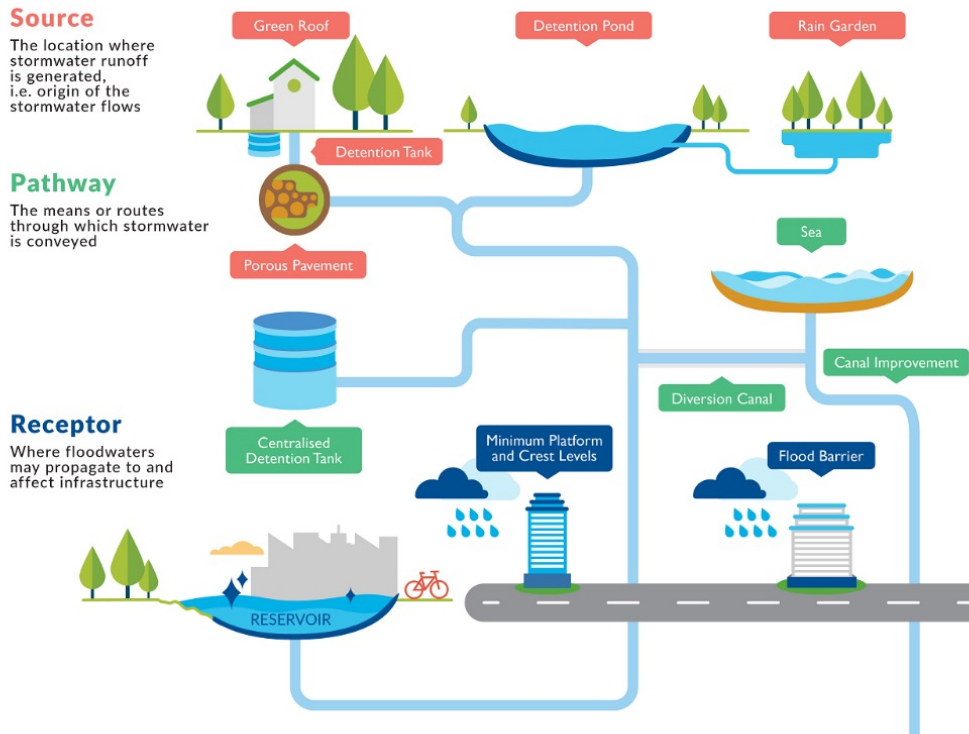 Source
The location where
stormwater runoff
is generated,
i.e. origin of the
stormwater flows
Green Roof
Detention Pond
Rain Garden
Detention Tank
Pathway
The means or routes
through which stormwater
is conveyed
Porous Pavement
Sea
Canal Improvement
Diversion Canal
Centralised
Detention Tank
Receptor
Where floodwaters
may propagate to and
affect infrastructure
Minimum Platform
and Crest Levels
Flood Barrier
RESERVOIR